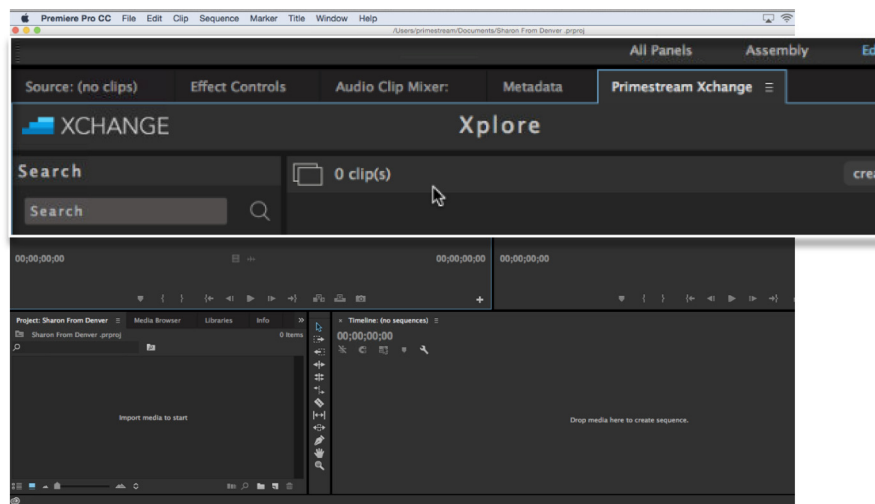 Premiere Pro CC File Edit Clip Sequence Marker Title Window Help
/Users/primestream/Documents/Sharon From Denver .prproj
All Panels Assembly Ed
Source: (no clips) Effect Controls Audio Clip Mixer: Metadata Primestream Xchange
XCHANGE Xplore
Search 0 clip(s) crea
Search
00;00;00;00 00;00;00;00 00;00;00;00
Project: Sharon From Denver Media Browser Libraries Info » × Timeline: (no sequences)
Sharon From Denver .prproj 0 Items 00;00;00;00
Import media to start
Drop media here to create sequence.